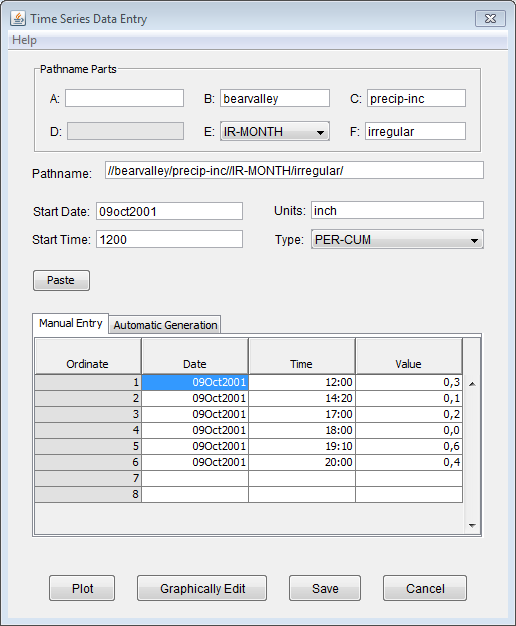 Time Series Data Entry
Help
Pathname Parts
A: B: bearvalley C: precip-inc
D: E: IR-MONTH F: irregular
Pathname: //bearvalley/precip-inc//IR-MONTH/irregular/
Start Date: 09oct2001 Units: inch
Start Time: 1200 Type: PER-CUM
Paste
Manual Entry Automatic Generation
Ordinate Date Time Value
1 09Oct2001 12:00 0,3
2 09Oct2001 14:20 0,1
3 09Oct2001 17:00 0,2
4 09Oct2001 18:00 0,0
5 09Oct2001 19:10 0,6
6 09Oct2001 20:00 0,4
7
8
Plot Graphically Edit Save Cancel